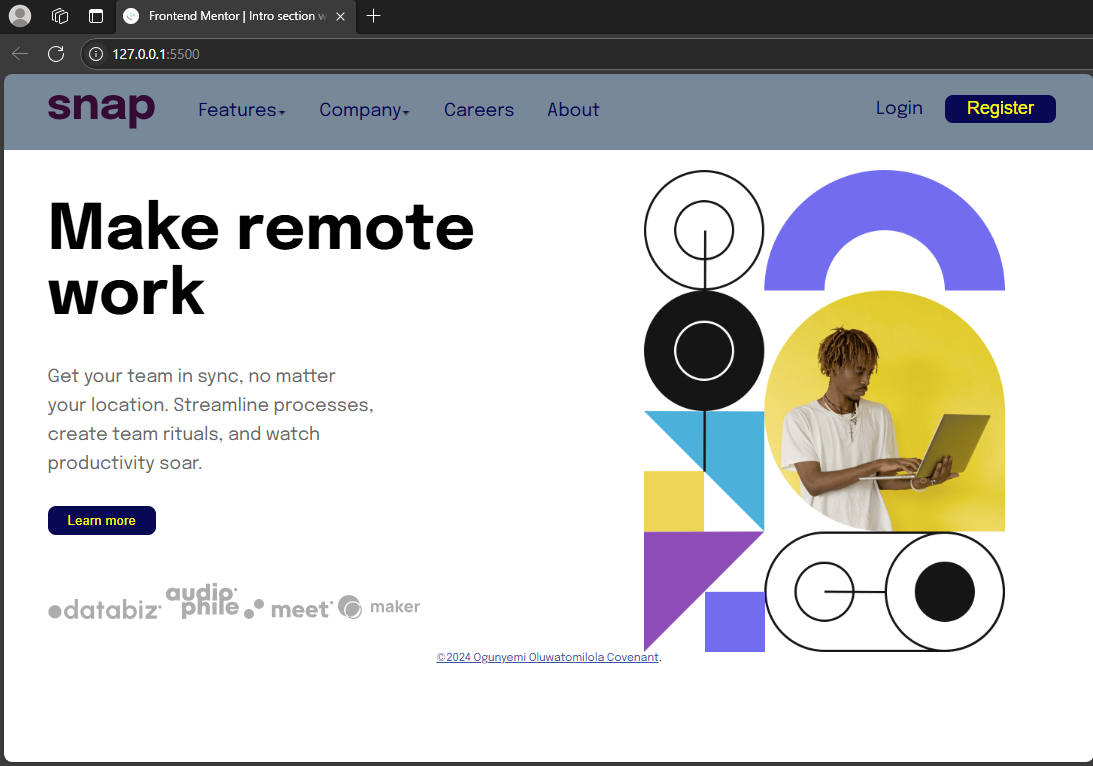 Frontend Mentor | Intro section w
127.0.0.1:5500
snap Features Company Careers About Login Register
Make remote
work
Get your team in sync, no matter
your location. Streamline processes,
create team rituals, and watch
productivity soar.
Learn more
databiz audiophile meet maker
©2024 Ogunyemi Oluwatomilola Covenant.